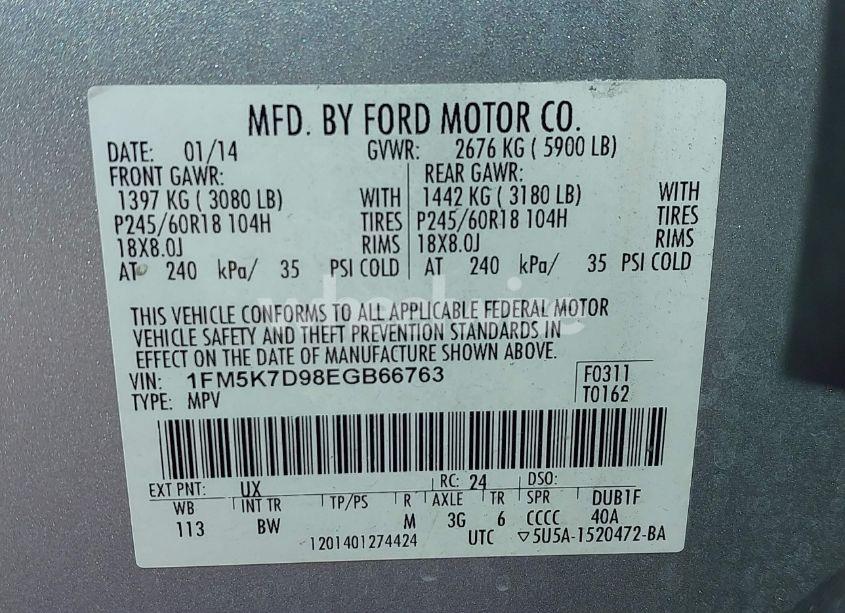 MFD. BY FORD MOTOR CO.
DATE: 01/14 GVWR: 2676 KG ( 5900 LB)
FRONT GAWR: REAR GAWR:
1397 KG ( 3080 LB) WITH 1442 KG ( 3180 LB) WITH
P245/60R18 104H TIRES P245/60R18 104H TIRES
18X8.0J RIMS 18X8.0J RIMS
AT 240 kPa/ 35 PSI COLD AT 240 kPa/ 35 PSI COLD
THIS VEHICLE CONFORMS TO ALL APPLICABLE FEDERAL MOTOR
VEHICLE SAFETY AND THEFT PREVENTION STANDARDS IN
EFFECT ON THE DATE OF MANUFACTURE SHOWN ABOVE.
VIN: 1FM5K7D98EGB66763 F0311
TYPE: MPV T0162
EXT PNT: UX RC: 24 DSO:
WB INT TR TP/PS R AXLE TR SPR DUB1F
113 BW M 3G 6 CCCC 40A
1201401274424 UTC ▽5U5A-1520472-BA